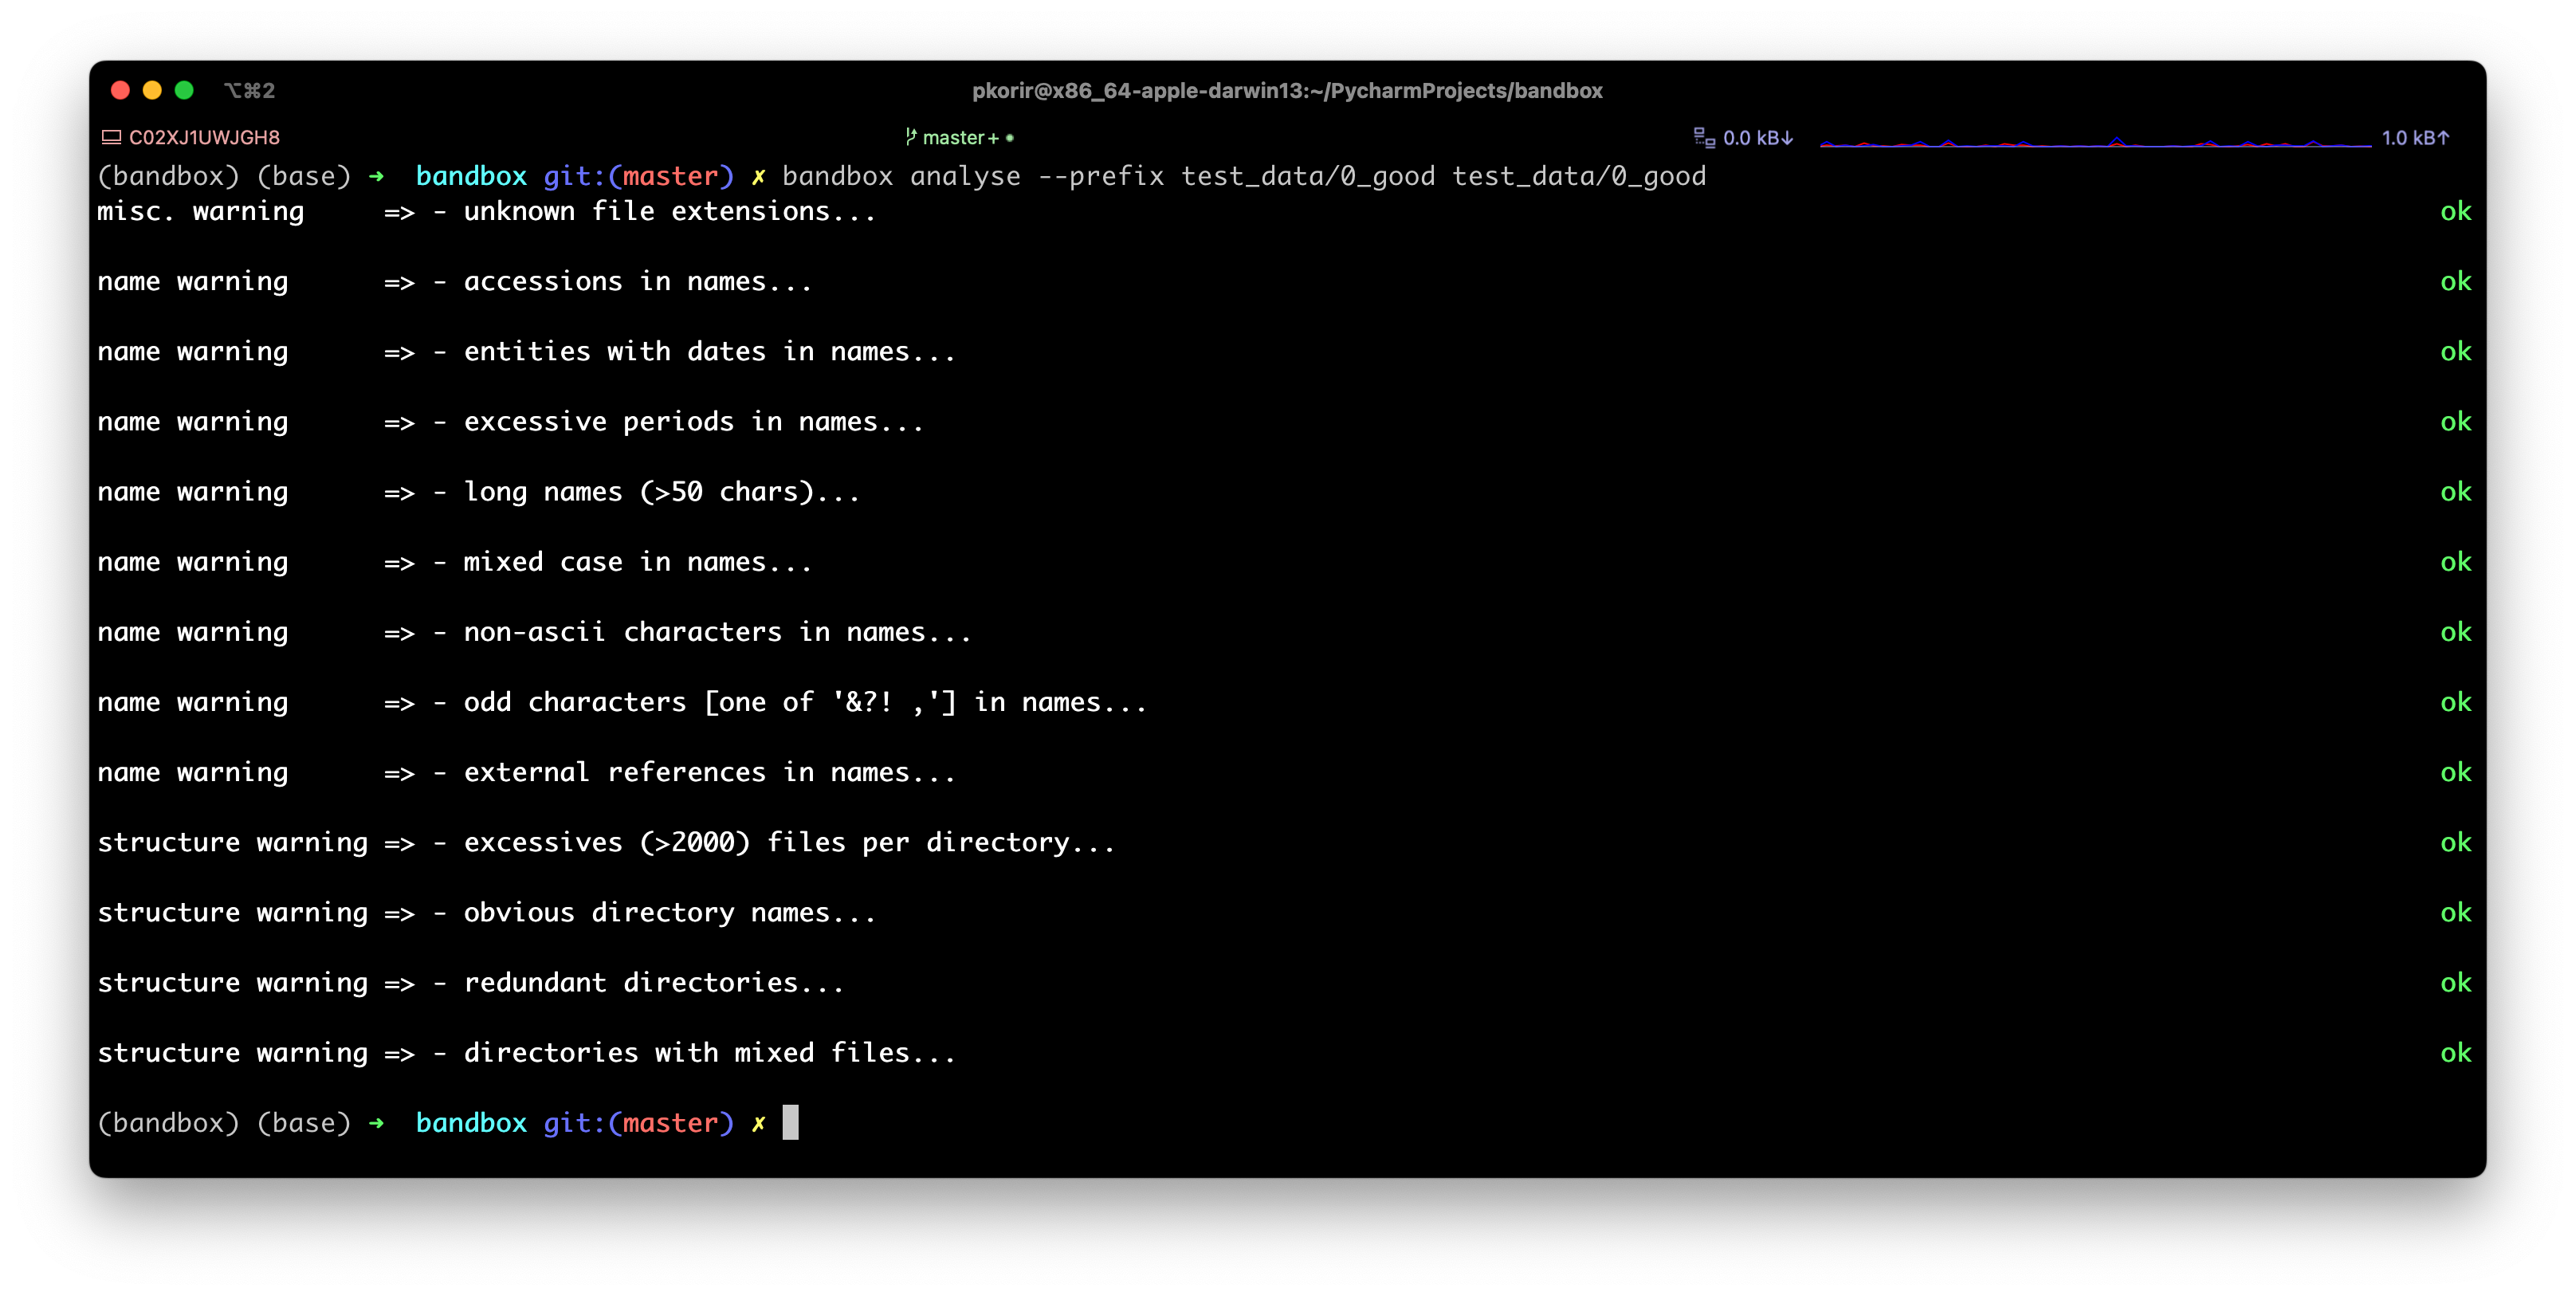 ⌥⌘2 pkorir@x86_64-apple-darwin13:~/PycharmProjects/bandbox
C02XJ1UWJGH8 master+ • 0.0 kB↓ 1.0 kB↑
(bandbox) (base) ➜  bandbox git:(master) ✗ bandbox analyse --prefix test_data/0_good test_data/0_good
misc. warning     => - unknown file extensions... ok
name warning      => - accessions in names... ok
name warning      => - entities with dates in names... ok
name warning      => - excessive periods in names... ok
name warning      => - long names (>50 chars)... ok
name warning      => - mixed case in names... ok
name warning      => - non-ascii characters in names... ok
name warning      => - odd characters [one of '&?! ,'] in names... ok
name warning      => - external references in names... ok
structure warning => - excessives (>2000) files per directory... ok
structure warning => - obvious directory names... ok
structure warning => - redundant directories... ok
structure warning => - directories with mixed files... ok
(bandbox) (base) ➜  bandbox git:(master) ✗